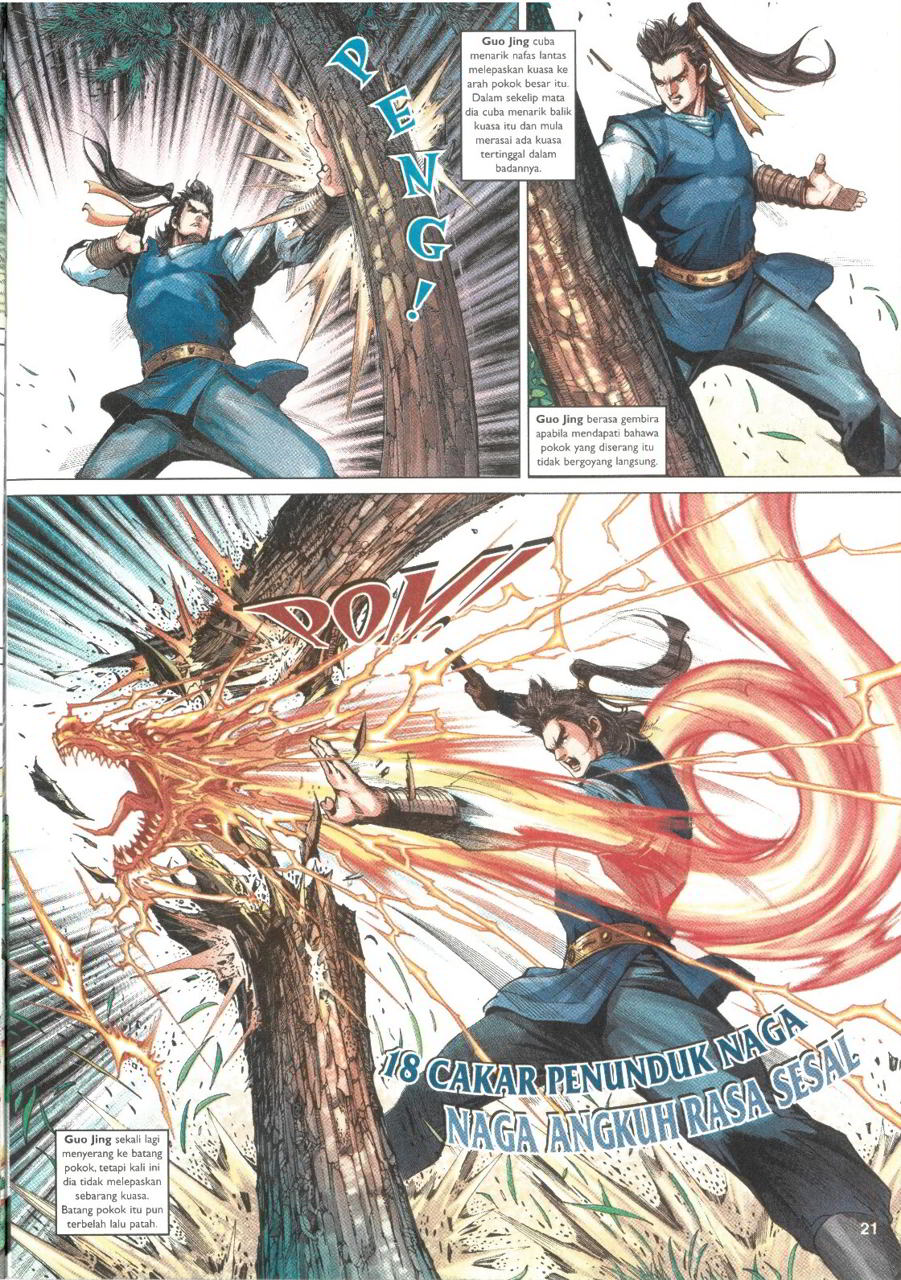 PENG!
Guo Jing cuba
menarik nafas lantas
melepaskan kuasa ke
arah pokok besar itu.
Dalam sekelip mata
dia cuba menarik balik
kuasa itu dan mula
merasai ada kuasa
tertinggal dalam
badannya.
Guo Jing berasa gembira
apabila mendapati bahawa
pokok yang diserang itu
tidak bergoyang langsung.
POM!
18 CAKAR PENUNDUK NAGA
NAGA ANGKUH RASA SESAL
Guo Jing sekali lagi
menyerang ke batang
pokok, tetapi kali ini
dia tidak melepaskan
sebarang kuasa.
Batang pokok itu pun
terbelah lalu patah.
21